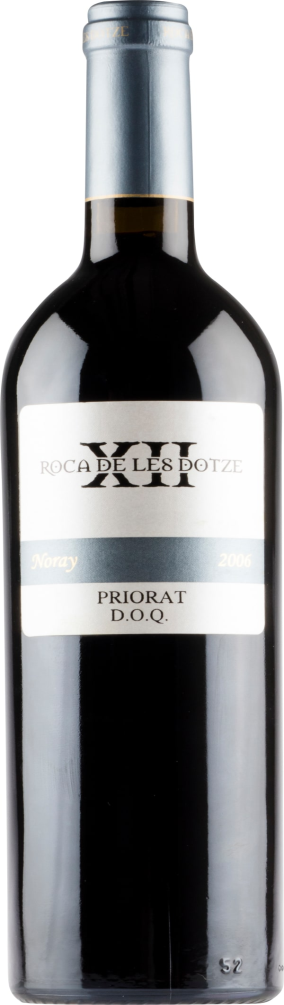 XII
ROCA DE LES DOTZE
Noray 2006
PRIORAT
D.O.Q.
52